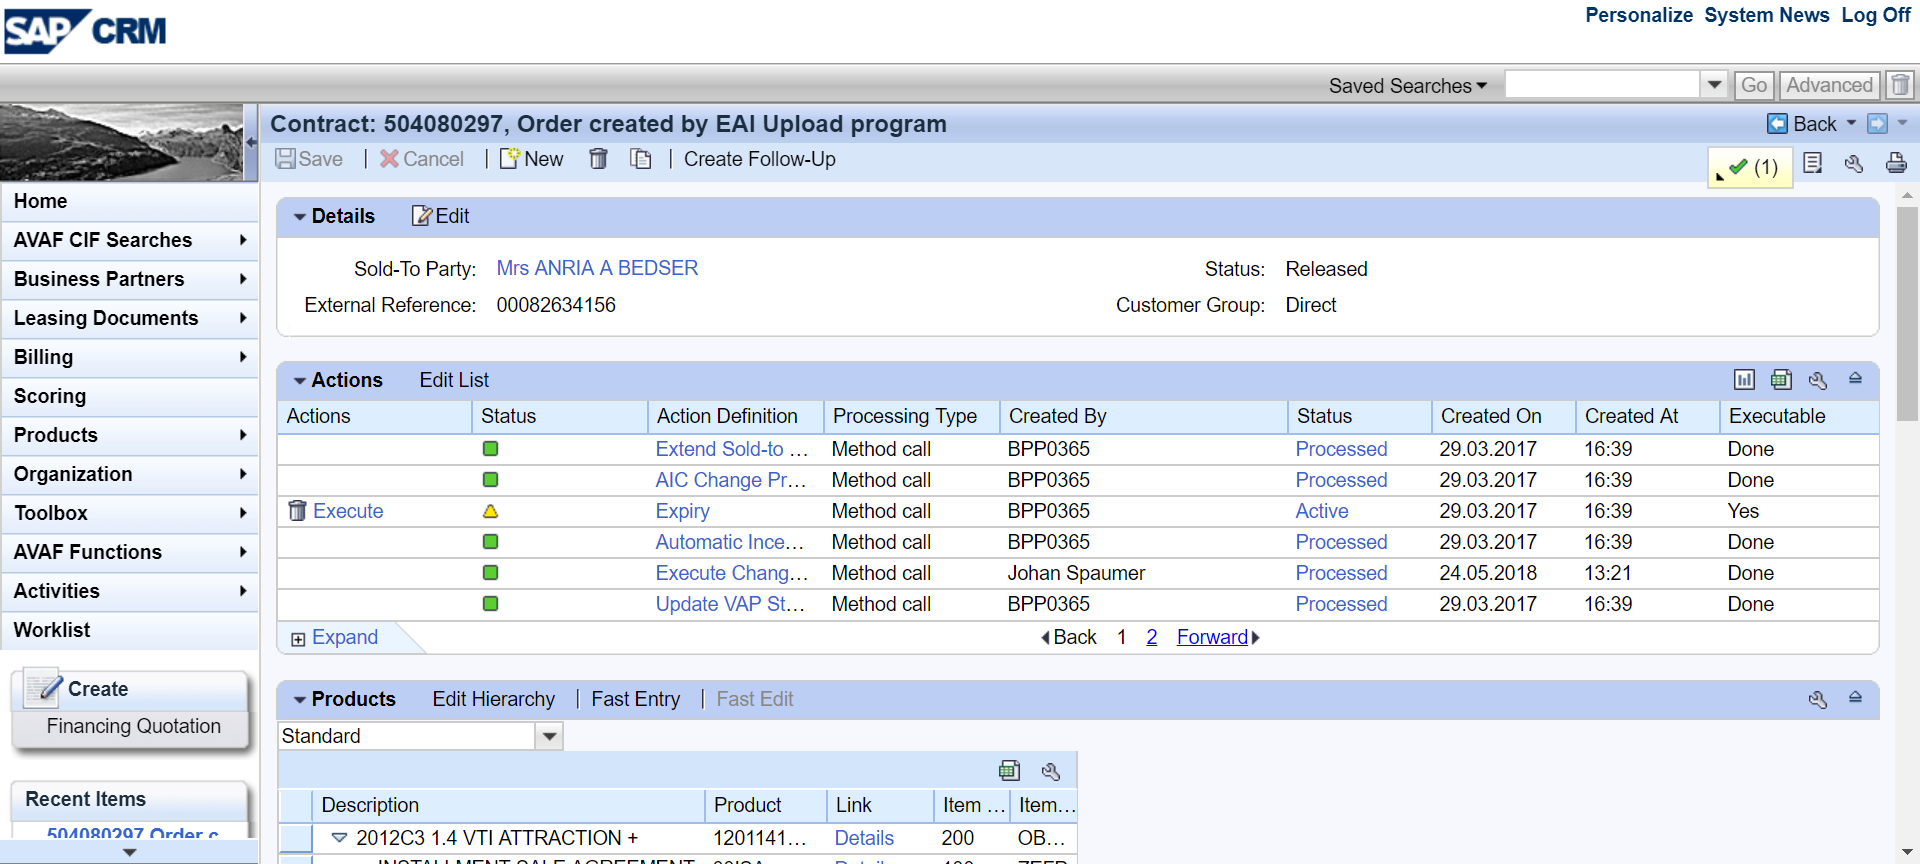 SAP CRM
Personalize System News Log Off
Saved Searches Go Advanced
Contract: 504080297, Order created by EAI Upload program
Back
Save | Cancel | New | Create Follow-Up
(1)
Home
AVAF CIF Searches
Business Partners
Leasing Documents
Billing
Scoring
Products
Organization
Toolbox
AVAF Functions
Activities
Worklist
Create
Financing Quotation
Recent Items
504080297 Order c
Details Edit
Sold-To Party: Mrs ANRIA A BEDSER Status: Released
External Reference: 00082634156 Customer Group: Direct
Actions Edit List
Actions Status Action Definition Processing Type Created By Status Created On Created At Executable
Extend Sold-to ... Method call BPP0365 Processed 29.03.2017 16:39 Done
AIC Change Pr... Method call BPP0365 Processed 29.03.2017 16:39 Done
Execute Expiry Method call BPP0365 Active 29.03.2017 16:39 Yes
Automatic Ince... Method call BPP0365 Processed 29.03.2017 16:39 Done
Execute Chang... Method call Johan Spaumer Processed 24.05.2018 13:21 Done
Update VAP St... Method call BPP0365 Processed 29.03.2017 16:39 Done
Expand Back 1 2 Forward
Products Edit Hierarchy | Fast Entry | Fast Edit
Standard
Description Product Link Item ... Item...
2012C3 1.4 VTI ATTRACTION + 1201141... Details 200 OB...
INSTALLMENT SALE AGREEMENT